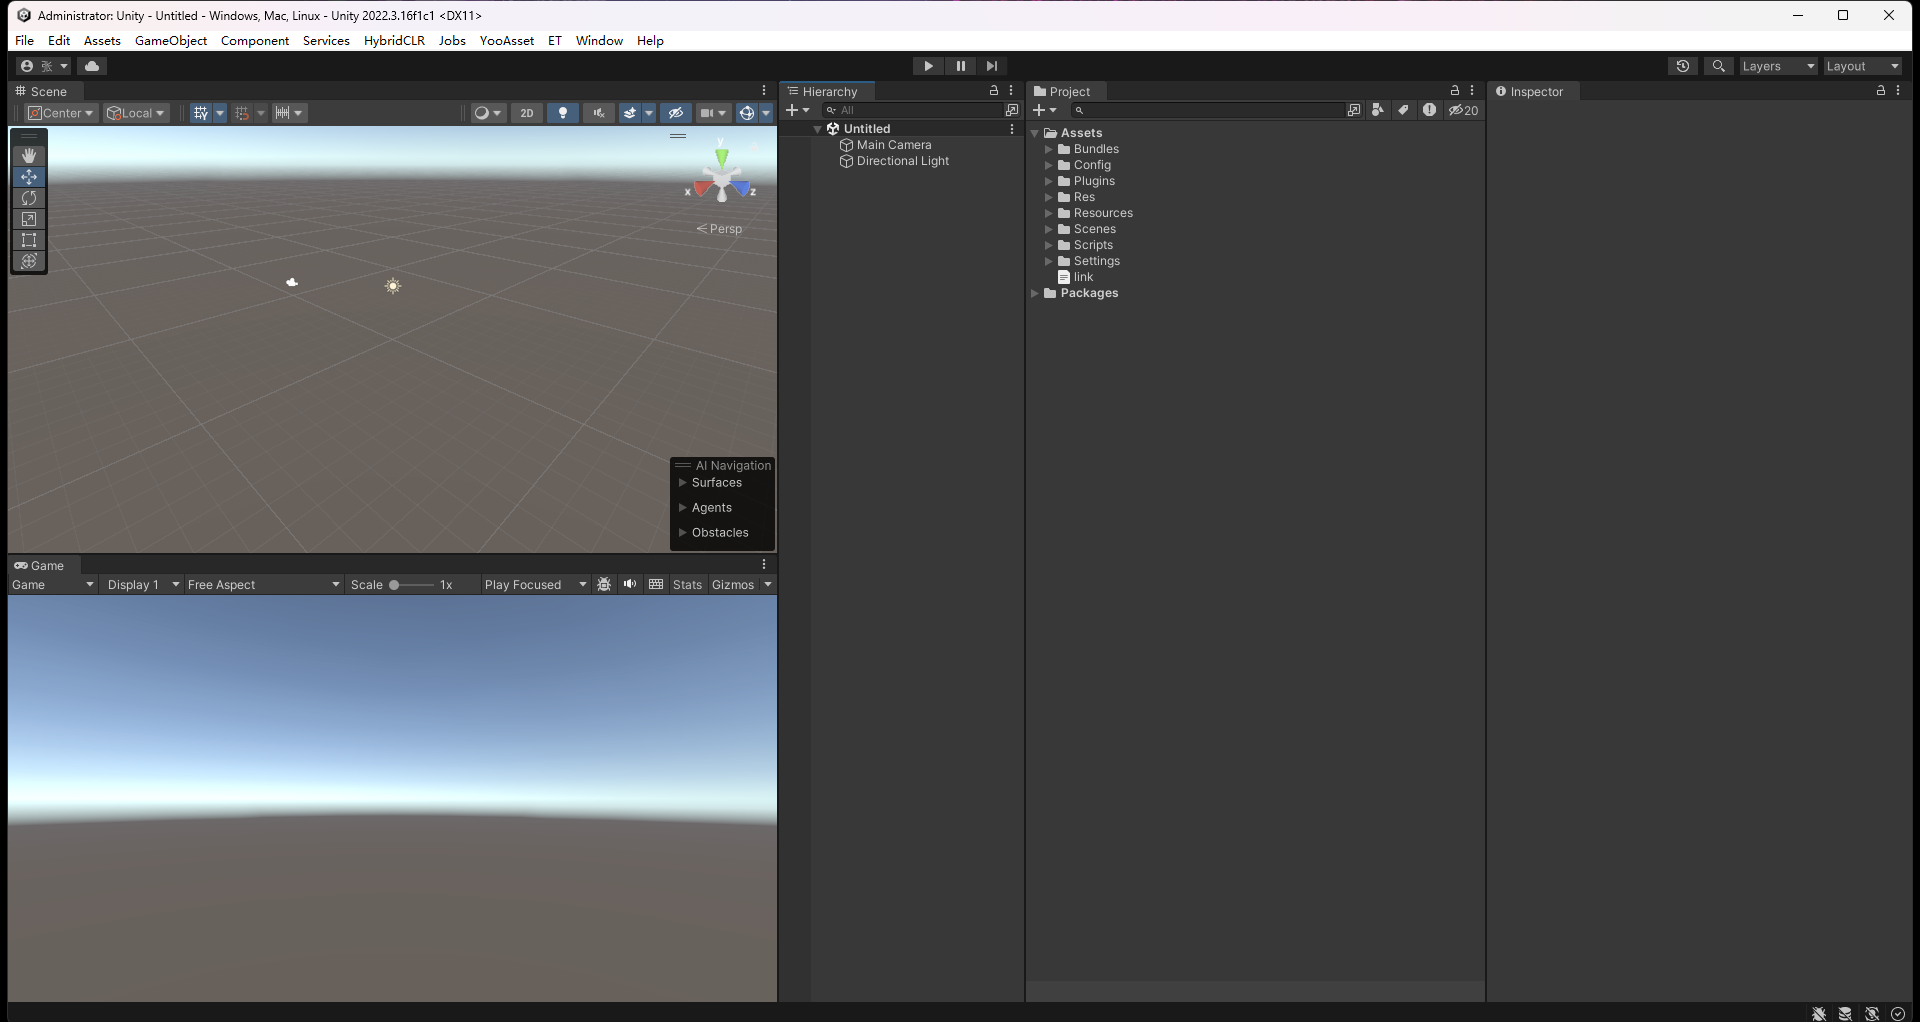 Administrator: Unity - Untitled - Windows, Mac, Linux - Unity 2022.3.16f1c1 <DX11>
File Edit Assets GameObject Component Services HybridCLR Jobs YooAsset ET Window Help
张
Layers Layout
Scene
Center Local 2D
y
x z
Persp
AI Navigation
Surfaces
Agents
Obstacles
Game
Game Display 1 Free Aspect Scale 1x Play Focused Stats Gizmos
Hierarchy
All
Untitled
Main Camera
Directional Light
Project
20
Assets
Bundles
Config
Plugins
Res
Resources
Scenes
Scripts
Settings
link
Packages
Inspector